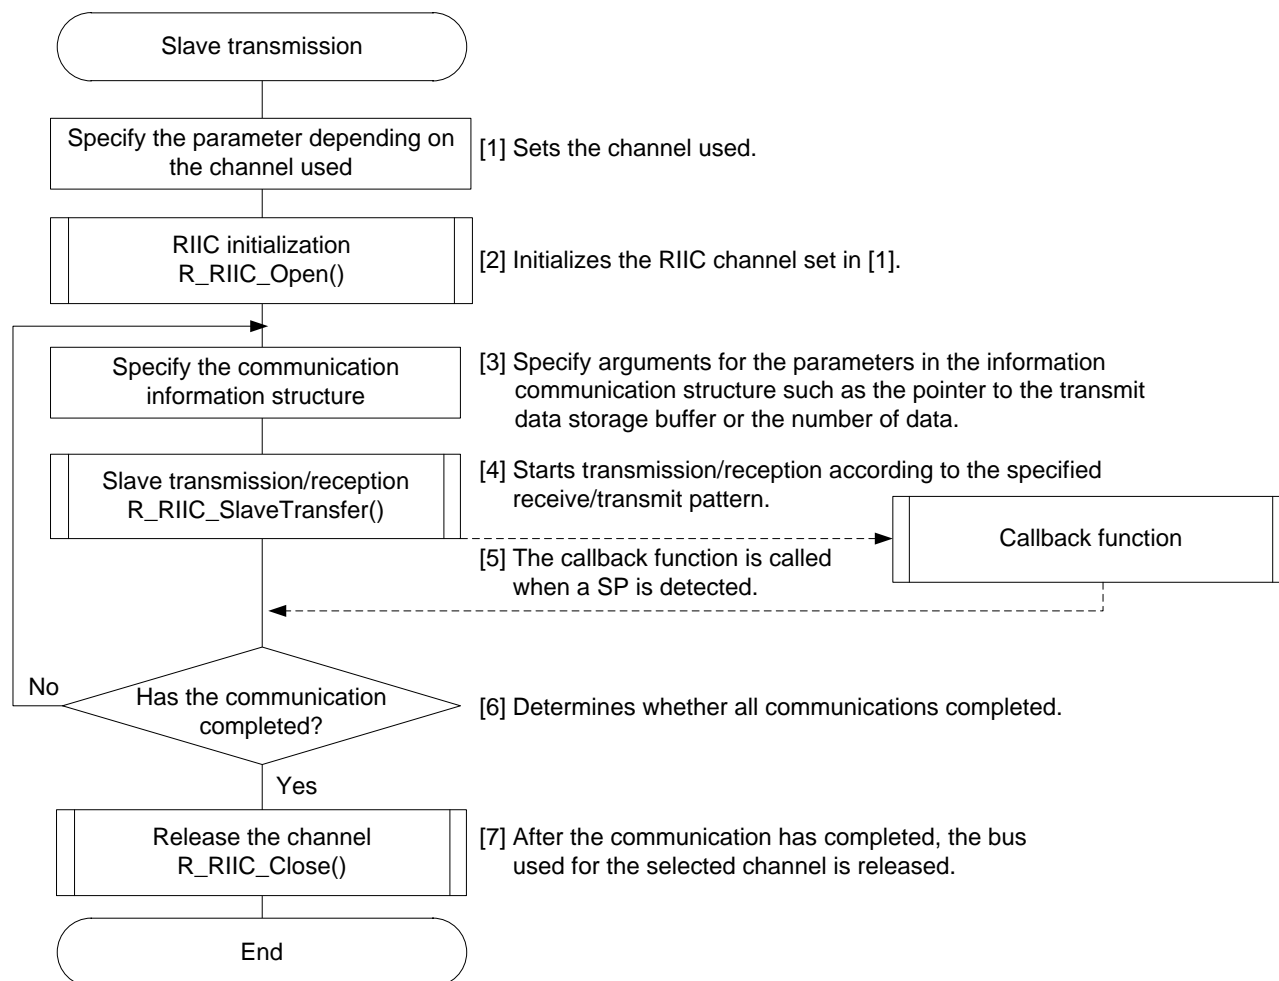 Slave transmission
Specify the parameter depending on
the channel used
[1] Sets the channel used.
RIIC initialization
R_RIIC_Open()
[2] Initializes the RIIC channel set in [1].
Specify the communication
information structure
[3] Specify arguments for the parameters in the information
communication structure such as the pointer to the transmit
data storage buffer or the number of data.
Slave transmission/reception
R_RIIC_SlaveTransfer()
[4] Starts transmission/reception according to the specified
receive/transmit pattern.
Callback function
[5] The callback function is called
when a SP is detected.
No
Has the communication
completed?
[6] Determines whether all communications completed.
Yes
Release the channel
R_RIIC_Close()
[7] After the communication has completed, the bus
used for the selected channel is released.
End